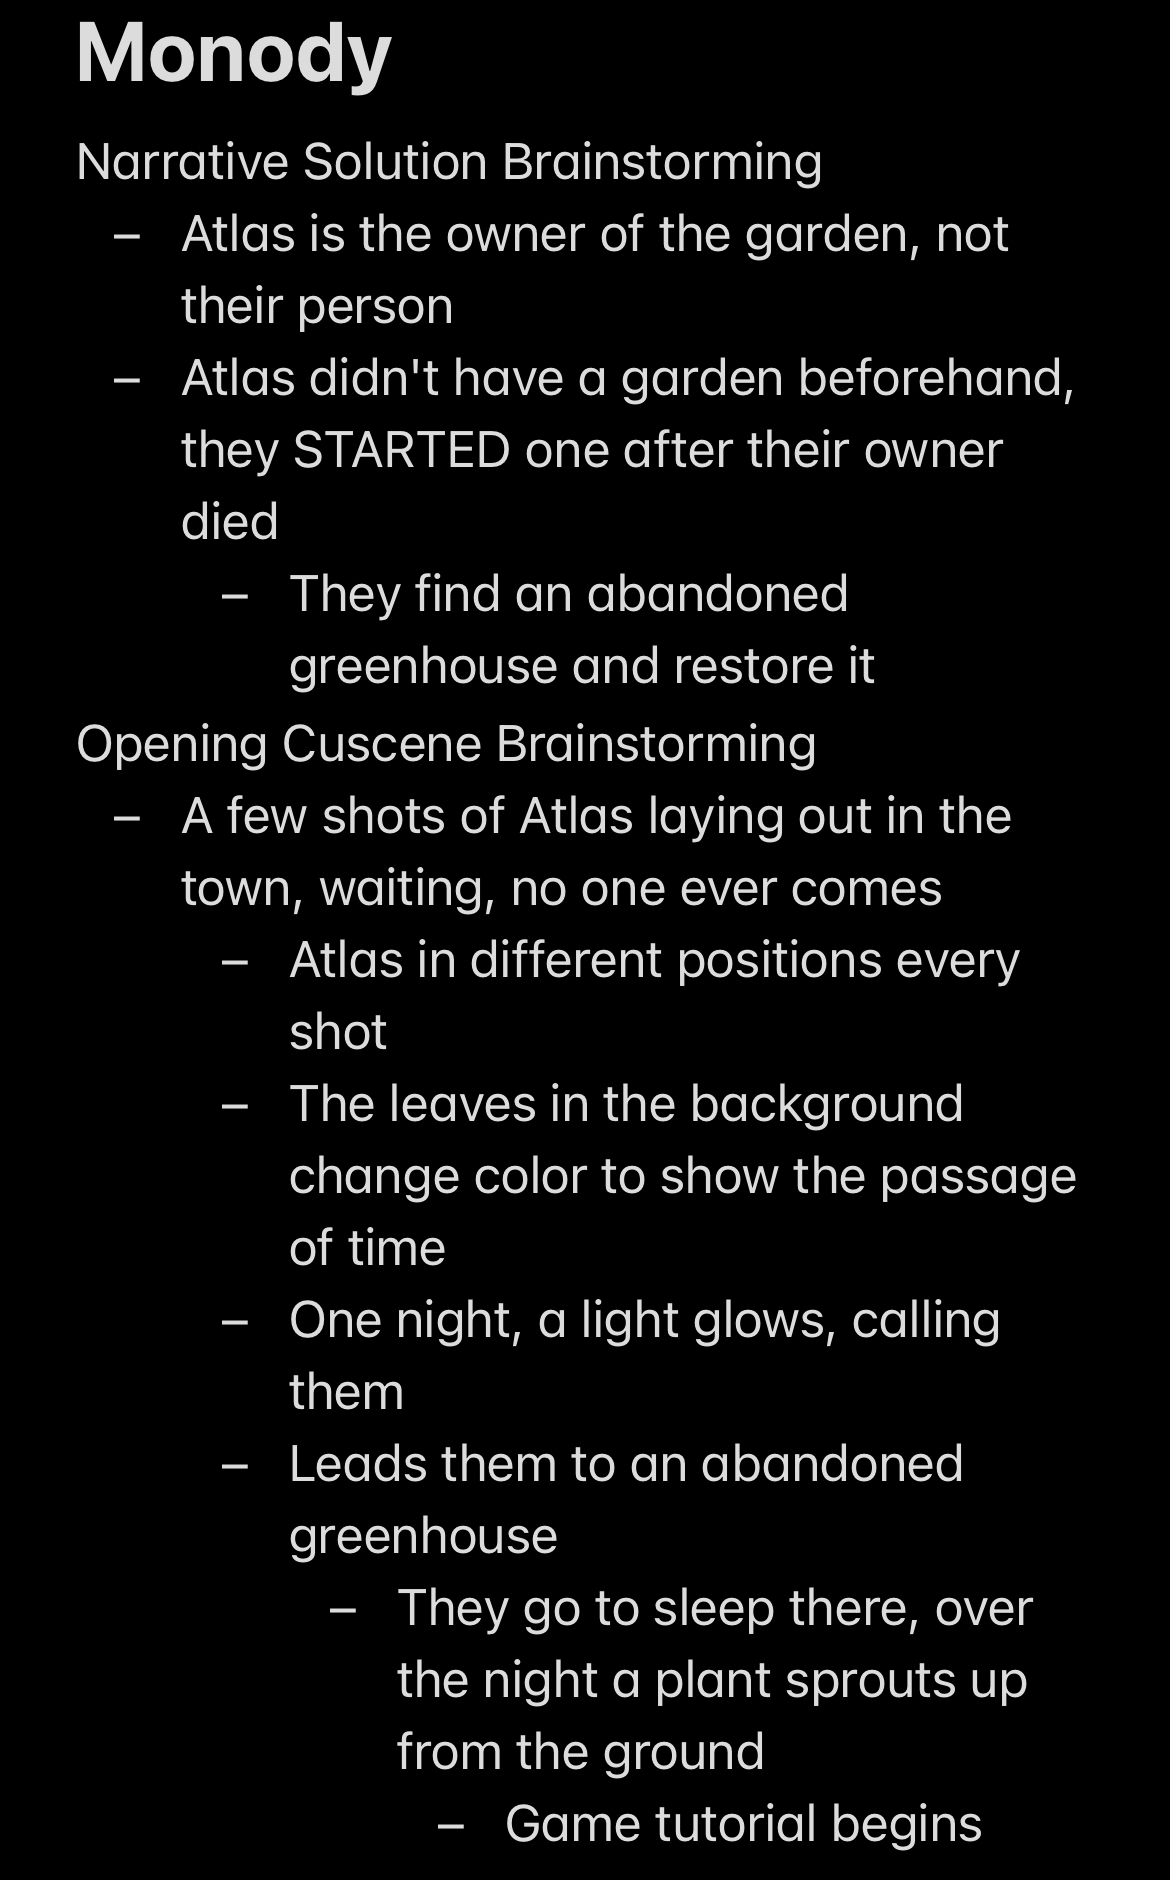 Monody
Narrative Solution Brainstorming
– Atlas is the owner of the garden, not
their person
– Atlas didn't have a garden beforehand,
they STARTED one after their owner
died
– They find an abandoned
greenhouse and restore it
Opening Cuscene Brainstorming
– A few shots of Atlas laying out in the
town, waiting, no one ever comes
– Atlas in different positions every
shot
– The leaves in the background
change color to show the passage
of time
– One night, a light glows, calling
them
– Leads them to an abandoned
greenhouse
– They go to sleep there, over
the night a plant sprouts up
from the ground
– Game tutorial begins